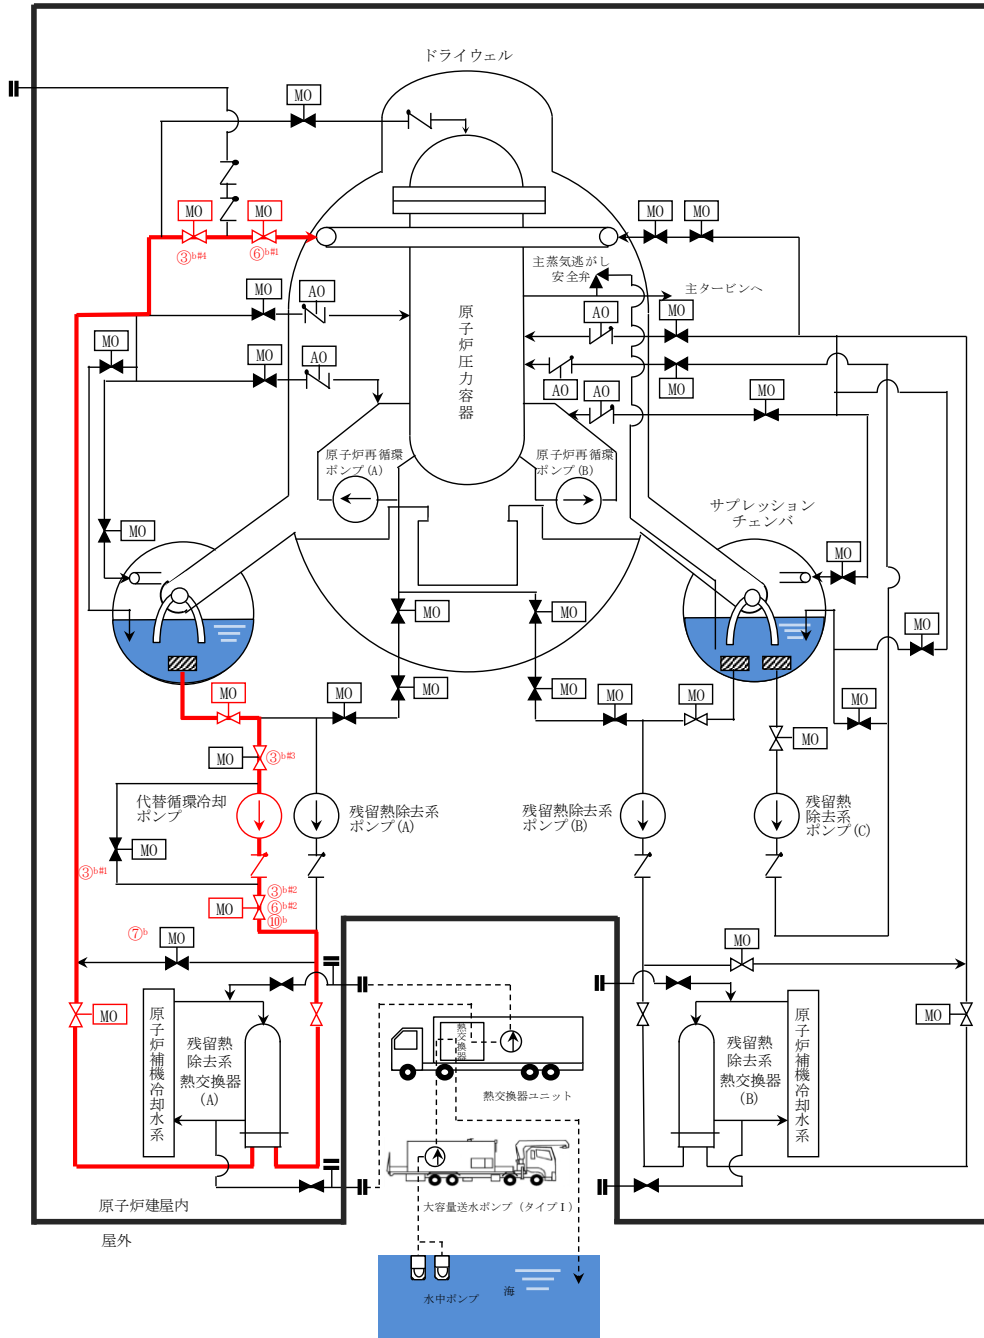 ドライウェル
MO
MO
MO
③b#4
⑥b#1
MO
MO
主蒸気逃がし
安全弁
主タービンへ
MO
AO
AO
MO
MO
MO
AO
原子炉圧力容器
AO
AO
MO
MO
原子炉再循環
ポンプ(A)
原子炉再循環
ポンプ(B)
サプレッション
チェンバ
MO
MO
MO
MO
MO
MO
MO
MO
MO
MO
MO
MO
MO
MO
③b#3
代替循環冷却
ポンプ
残留熱除去系
ポンプ(A)
残留熱除去系
ポンプ(B)
残留熱
除去系
ポンプ(C)
MO
③b#1
③b#2
⑥b#2
⑩b
MO
⑦b
MO
MO
MO
MO
原子炉補機冷却水系
残留熱
除去系
熱交換器
(A)
熱交換器
熱交換器ユニット
残留熱
除去系
熱交換器
(B)
原子炉補機冷却水系
大容量送水ポンプ（タイプⅠ）
原子炉建屋内
屋外
水中ポンプ
海